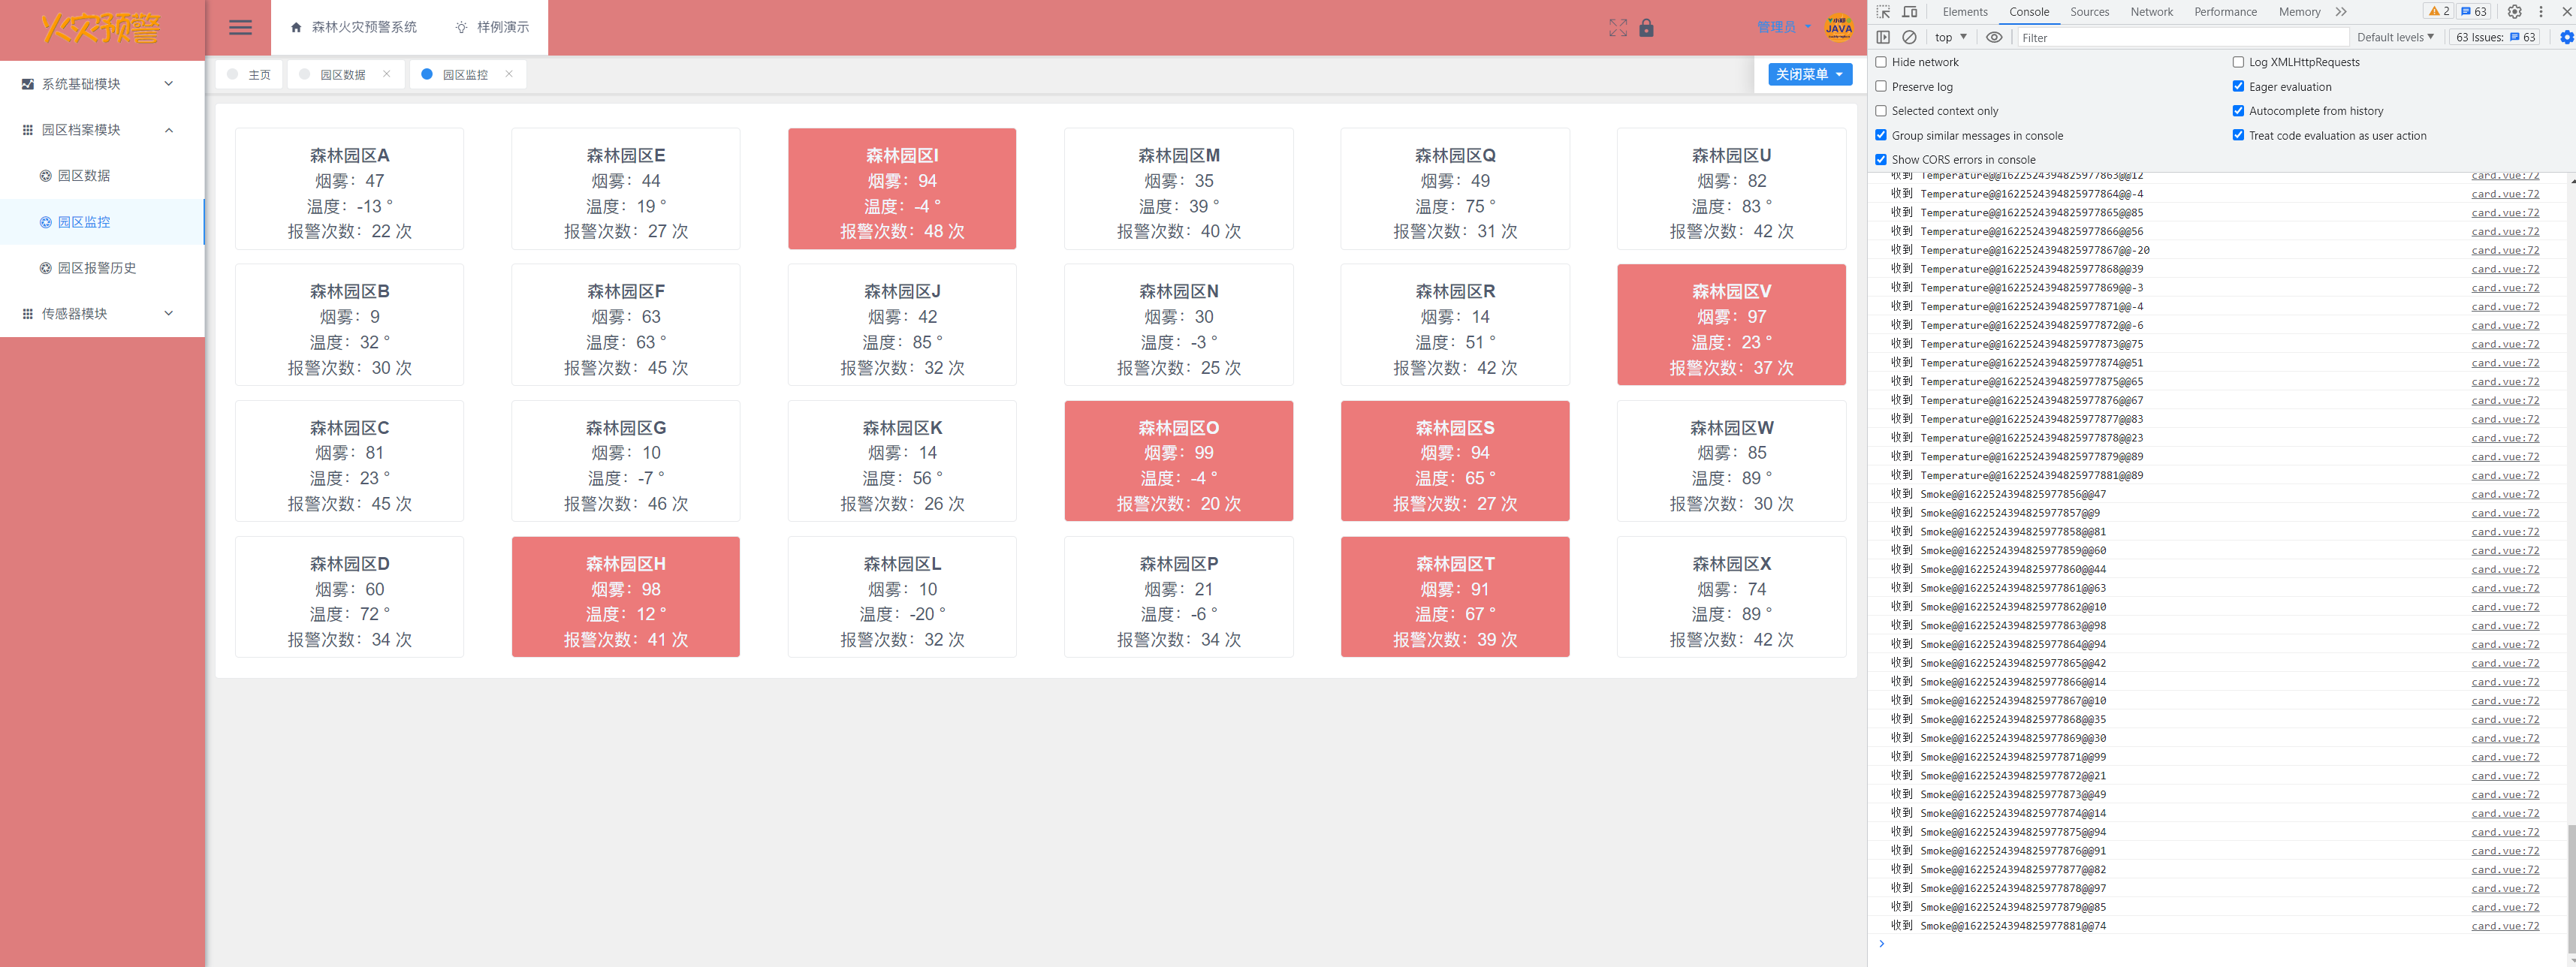 火灾预警
系统基础模块
园区档案模块
园区数据
园区监控
园区报警历史
传感器模块
森林火灾预警系统
样例演示
管理员
小郑
JAVA
主页
园区数据
园区监控
关闭菜单
森林园区A
烟雾：47
温度：-13 °
报警次数：22 次
森林园区E
烟雾：44
温度：19 °
报警次数：27 次
森林园区I
烟雾：94
温度：-4 °
报警次数：48 次
森林园区M
烟雾：35
温度：39 °
报警次数：40 次
森林园区Q
烟雾：49
温度：75 °
报警次数：31 次
森林园区U
烟雾：82
温度：83 °
报警次数：42 次
森林园区B
烟雾：9
温度：32 °
报警次数：30 次
森林园区F
烟雾：63
温度：63 °
报警次数：45 次
森林园区J
烟雾：42
温度：85 °
报警次数：32 次
森林园区N
烟雾：30
温度：-3 °
报警次数：25 次
森林园区R
烟雾：14
温度：51 °
报警次数：42 次
森林园区V
烟雾：97
温度：23 °
报警次数：37 次
森林园区C
烟雾：81
温度：23 °
报警次数：45 次
森林园区G
烟雾：10
温度：-7 °
报警次数：46 次
森林园区K
烟雾：14
温度：56 °
报警次数：26 次
森林园区O
烟雾：99
温度：-4 °
报警次数：20 次
森林园区S
烟雾：94
温度：65 °
报警次数：27 次
森林园区W
烟雾：85
温度：89 °
报警次数：30 次
森林园区D
烟雾：60
温度：72 °
报警次数：34 次
森林园区H
烟雾：98
温度：12 °
报警次数：41 次
森林园区L
烟雾：10
温度：-20 °
报警次数：32 次
森林园区P
烟雾：21
温度：-6 °
报警次数：34 次
森林园区T
烟雾：91
温度：67 °
报警次数：39 次
森林园区X
烟雾：74
温度：89 °
报警次数：42 次
Elements Console Sources Network Performance Memory 2 63
top Filter Default levels 63 Issues: 63
Hide network Log XMLHttpRequests
Preserve log Eager evaluation
Selected context only Autocomplete from history
Group similar messages in console Treat code evaluation as user action
Show CORS errors in console
收到 Temperature@@1622524394825977863@@12 card.vue:72
收到 Temperature@@1622524394825977864@@-4 card.vue:72
收到 Temperature@@1622524394825977865@@85 card.vue:72
收到 Temperature@@1622524394825977866@@56 card.vue:72
收到 Temperature@@1622524394825977867@@-20 card.vue:72
收到 Temperature@@1622524394825977868@@39 card.vue:72
收到 Temperature@@1622524394825977869@@-3 card.vue:72
收到 Temperature@@1622524394825977871@@-4 card.vue:72
收到 Temperature@@1622524394825977872@@-6 card.vue:72
收到 Temperature@@1622524394825977873@@75 card.vue:72
收到 Temperature@@1622524394825977874@@51 card.vue:72
收到 Temperature@@1622524394825977875@@65 card.vue:72
收到 Temperature@@1622524394825977876@@67 card.vue:72
收到 Temperature@@1622524394825977877@@83 card.vue:72
收到 Temperature@@1622524394825977878@@23 card.vue:72
收到 Temperature@@1622524394825977879@@89 card.vue:72
收到 Temperature@@1622524394825977881@@89 card.vue:72
收到 Smoke@@1622524394825977856@@47 card.vue:72
收到 Smoke@@1622524394825977857@@9 card.vue:72
收到 Smoke@@1622524394825977858@@81 card.vue:72
收到 Smoke@@1622524394825977859@@60 card.vue:72
收到 Smoke@@1622524394825977860@@44 card.vue:72
收到 Smoke@@1622524394825977861@@63 card.vue:72
收到 Smoke@@1622524394825977862@@10 card.vue:72
收到 Smoke@@1622524394825977863@@98 card.vue:72
收到 Smoke@@1622524394825977864@@94 card.vue:72
收到 Smoke@@1622524394825977865@@42 card.vue:72
收到 Smoke@@1622524394825977866@@14 card.vue:72
收到 Smoke@@1622524394825977867@@10 card.vue:72
收到 Smoke@@1622524394825977868@@35 card.vue:72
收到 Smoke@@1622524394825977869@@30 card.vue:72
收到 Smoke@@1622524394825977871@@99 card.vue:72
收到 Smoke@@1622524394825977872@@21 card.vue:72
收到 Smoke@@1622524394825977873@@49 card.vue:72
收到 Smoke@@1622524394825977874@@14 card.vue:72
收到 Smoke@@1622524394825977875@@94 card.vue:72
收到 Smoke@@1622524394825977876@@91 card.vue:72
收到 Smoke@@1622524394825977877@@82 card.vue:72
收到 Smoke@@1622524394825977878@@97 card.vue:72
收到 Smoke@@1622524394825977879@@85 card.vue:72
收到 Smoke@@1622524394825977881@@74 card.vue:72